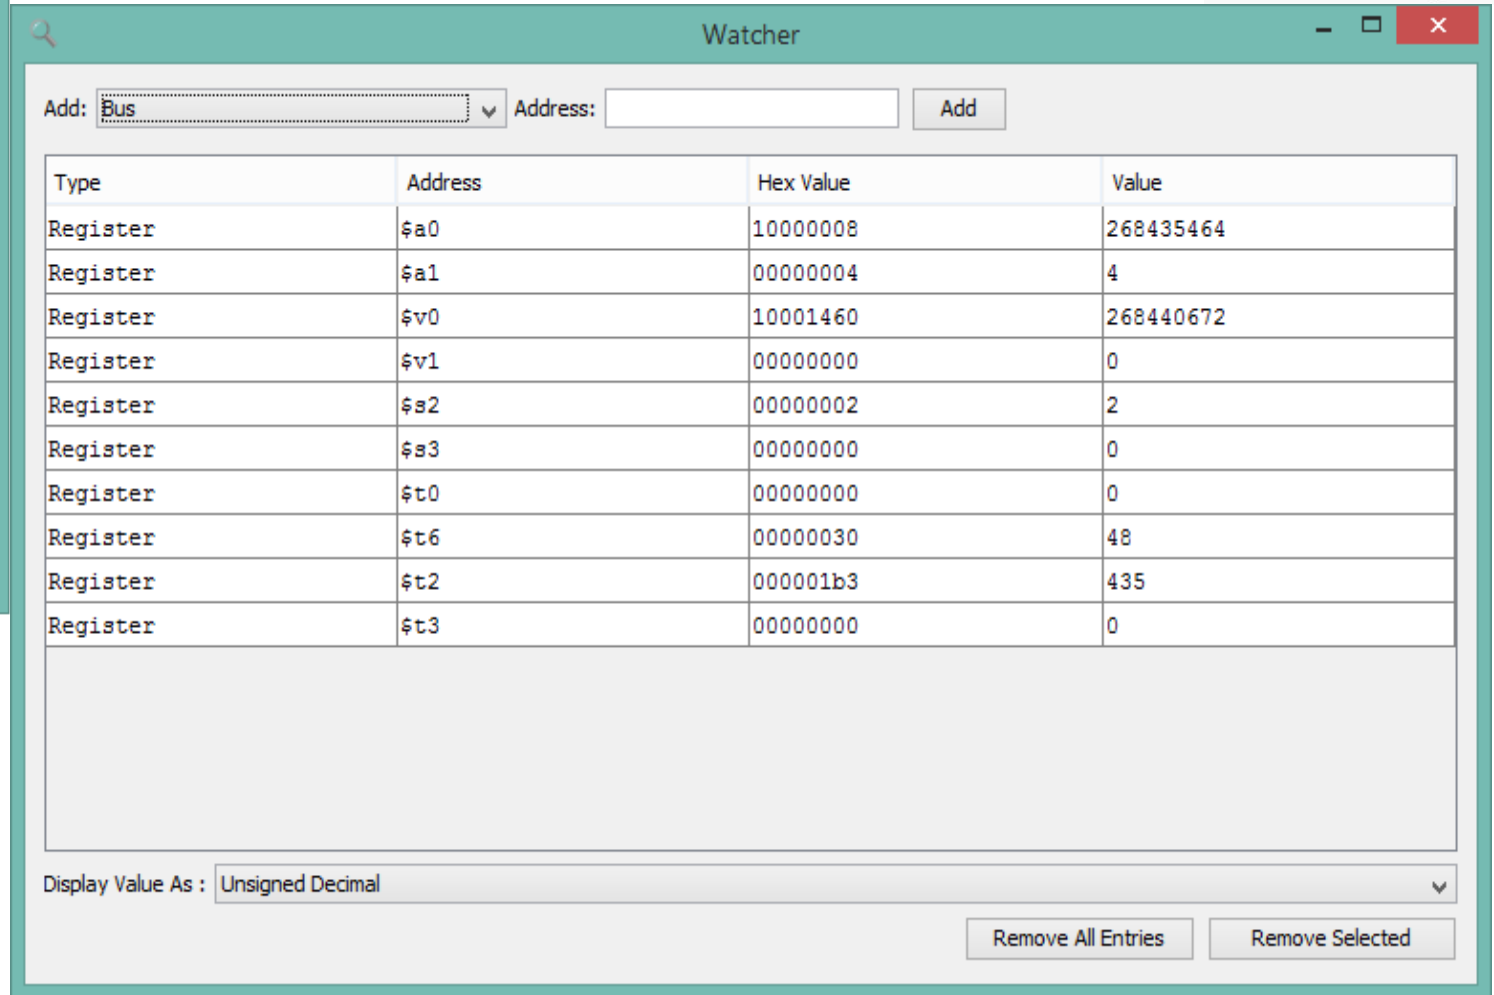 Watcher
Add: Bus Address: Add
Type Address Hex Value Value
Register $a0 10000008 268435464
Register $a1 00000004 4
Register $v0 10001460 268440672
Register $v1 00000000 0
Register $s2 00000002 2
Register $s3 00000000 0
Register $t0 00000000 0
Register $t6 00000030 48
Register $t2 000001b3 435
Register $t3 00000000 0
Display Value As : Unsigned Decimal
Remove All Entries Remove Selected